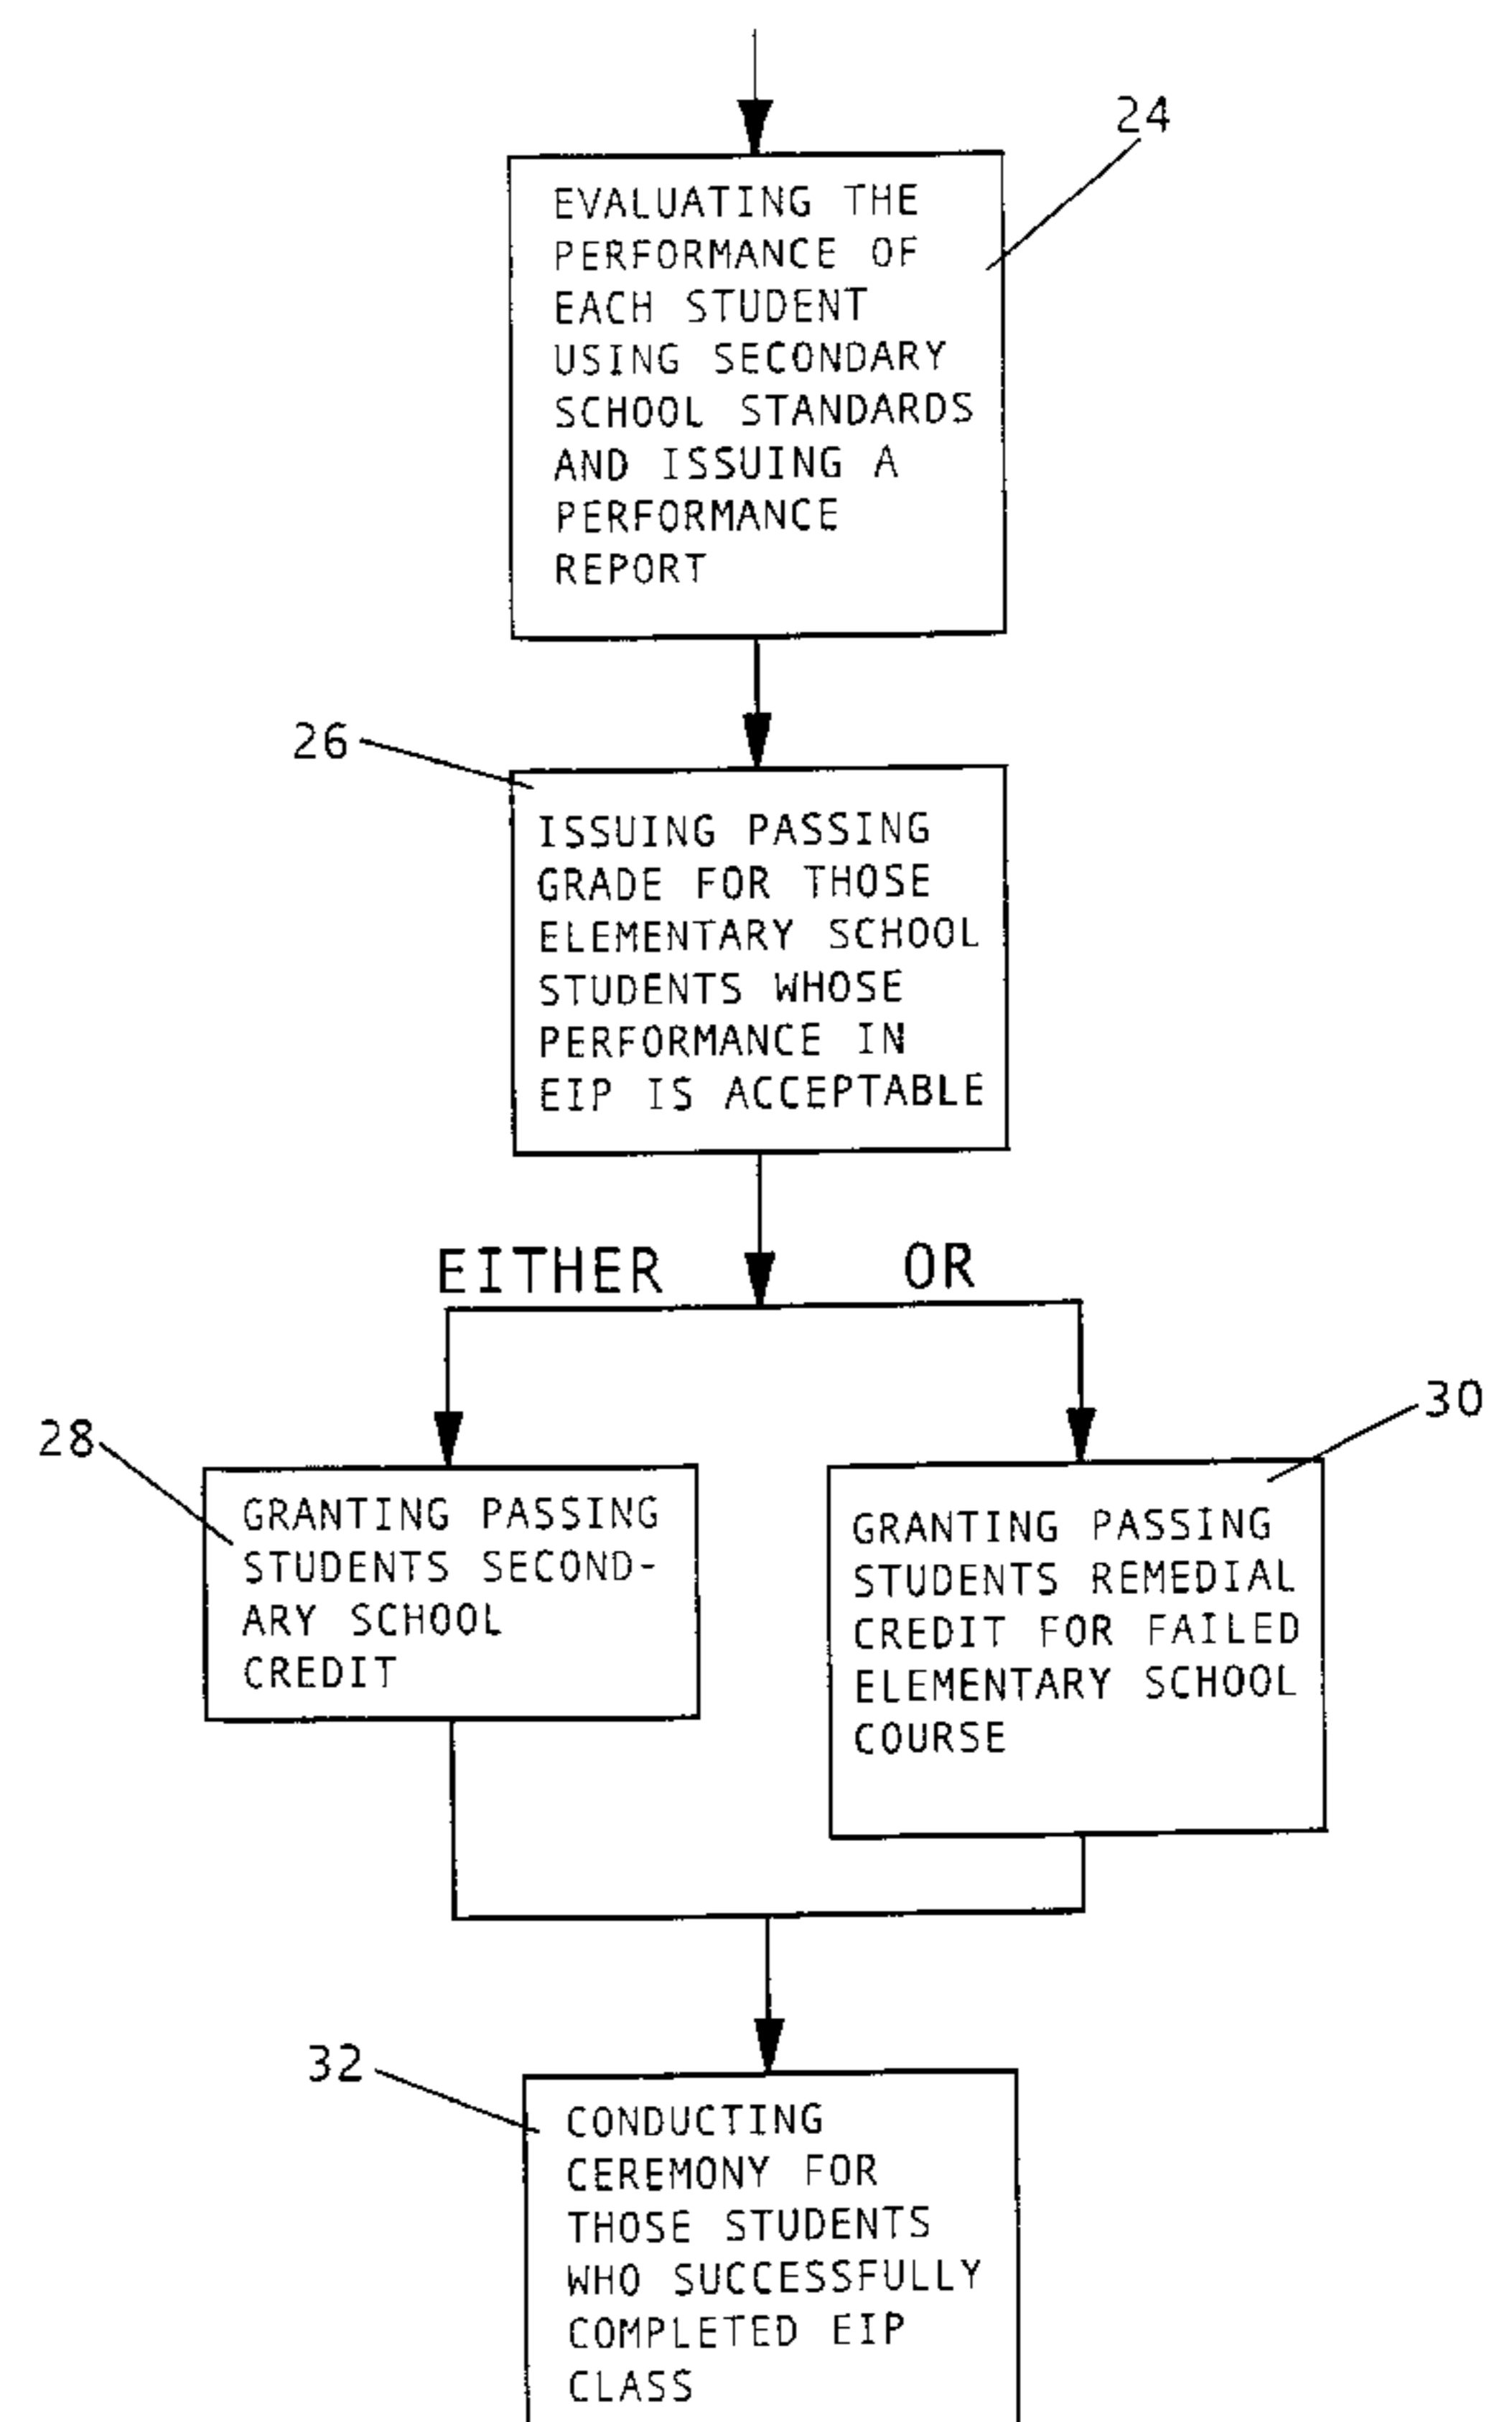 24
EVALUATING THE
PERFORMANCE OF
EACH STUDENT
USING SECONDARY
SCHOOL STANDARDS
AND ISSUING A
PERFORMANCE
REPORT
26
ISSUING PASSING
GRADE FOR THOSE
ELEMENTARY SCHOOL
STUDENTS WHOSE
PERFORMANCE IN
EIP IS ACCEPTABLE
EITHER OR
28
GRANTING PASSING
STUDENTS SECOND-
ARY SCHOOL
CREDIT
30
GRANTING PASSING
STUDENTS REMEDIAL
CREDIT FOR FAILED
ELEMENTARY SCHOOL
COURSE
32
CONDUCTING
CEREMONY FOR
THOSE STUDENTS
WHO SUCCESSFULLY
COMPLETED EIP
CLASS